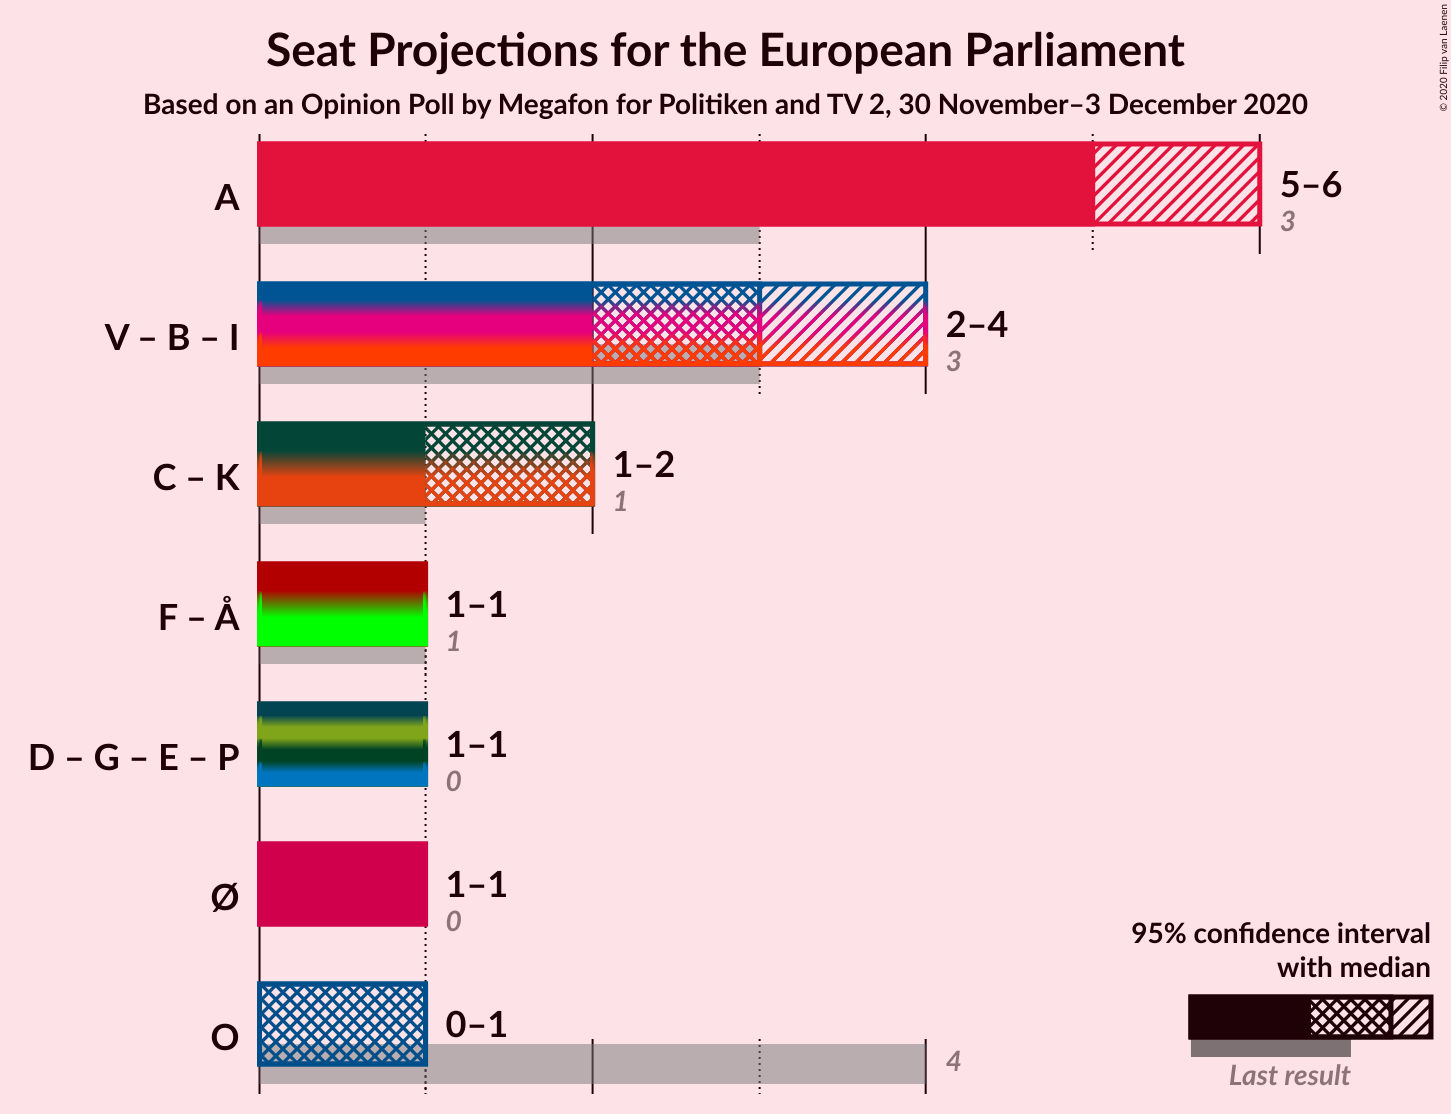 Seat Projections for the European Parliament
Based on an Opinion Poll by Megafon for Politiken and TV 2, 30 November–3 December 2020
© 2020 Filip van Laenen
A
5–6
3
V – B – I
2–4
3
C – K
1–2
1
F – Å
1–1
1
D – G – E – P
1–1
0
Ø
1–1
0
O
0–1
4
95% confidence interval
with median
Last result